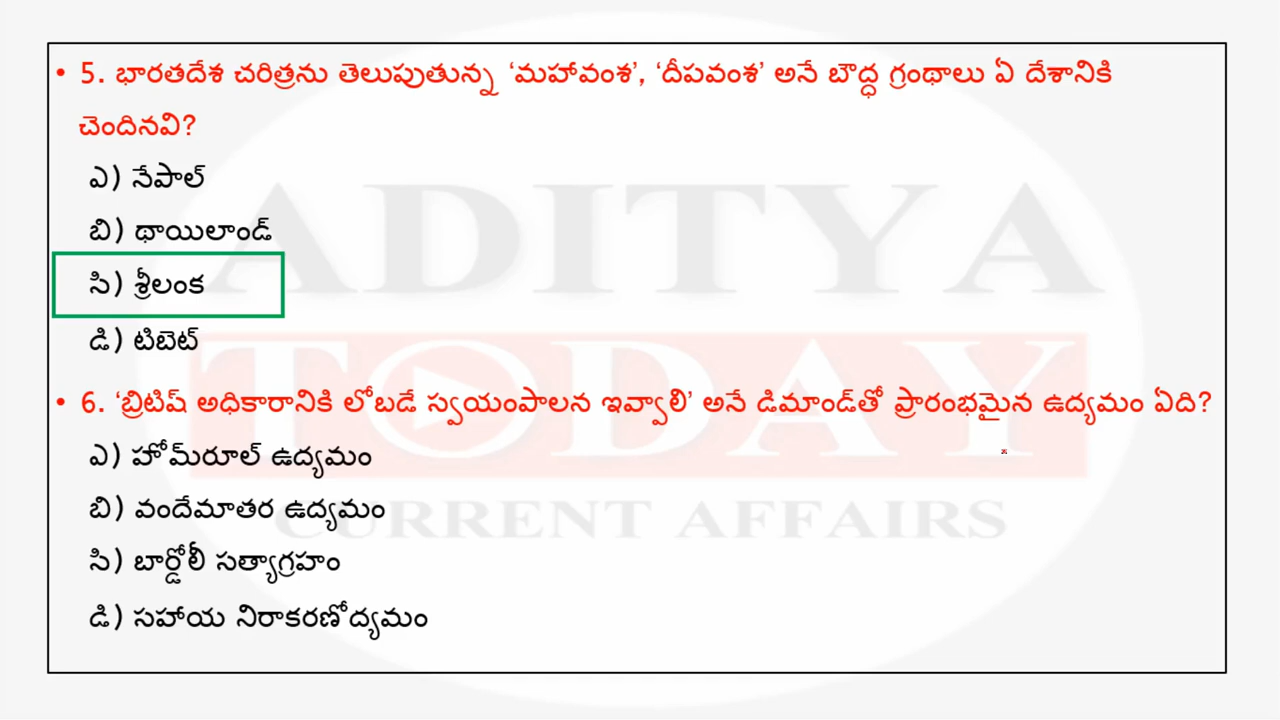 • 5. భారతదేశ చరిత్రను తెలుపుతున్న ‘మహావంశ’, ‘దీపవంశ’ అనే బౌద్ధ గ్రంథాలు ఏ దేశానికి
చెందినవి?
ఎ) నేపాల్
బి) థాయిలాండ్
సి) శ్రీలంక
డి) టిబెట్
• 6. ‘బ్రిటిష్ అధికారానికి లోబడే స్వయంపాలన ఇవ్వాలి’ అనే డిమాండ్‌తో ప్రారంభమైన ఉద్యమం ఏది?
ఎ) హోమ్‌రూల్ ఉద్యమం
బి) వందేమాతర ఉద్యమం
సి) బార్డోలీ సత్యాగ్రహం
డి) సహాయ నిరాకరణోద్యమం
ADITYA
TODAY
CURRENT AFFAIRS